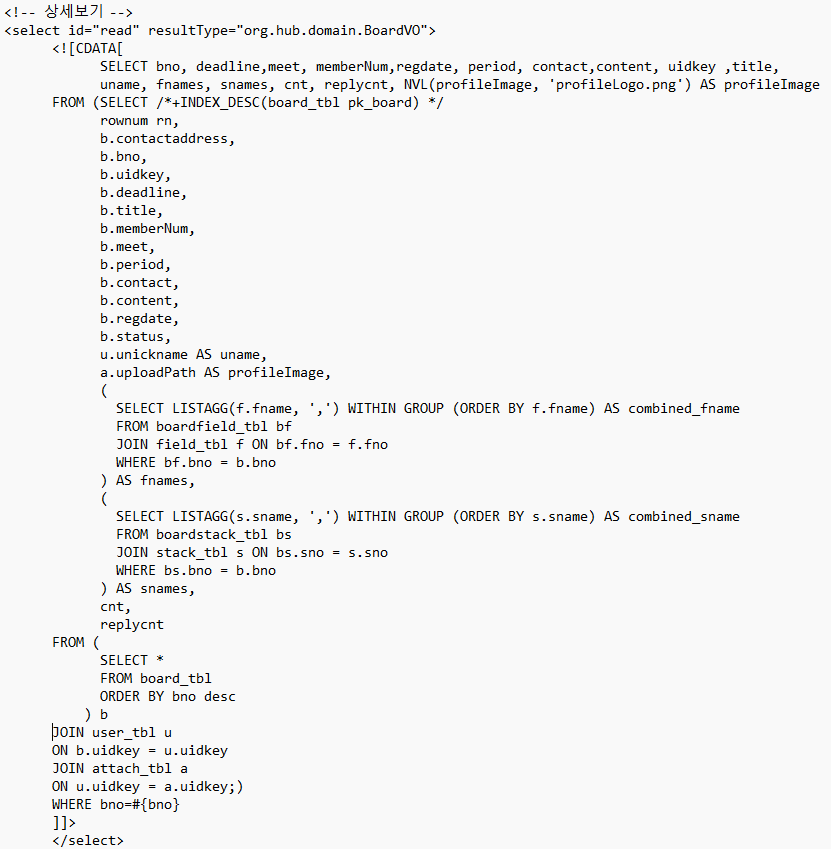 <!-- 상세보기 -->
<select id="read" resultType="org.hub.domain.BoardVO">
<![CDATA[
SELECT bno, deadline,meet, memberNum,regdate, period, contact,content, uidkey ,title,
uname, fnames, snames, cnt, replycnt, NVL(profileImage, 'profileLogo.png') AS profileImage
FROM (SELECT /*+INDEX_DESC(board_tbl pk_board) */
rownum rn,
b.contactaddress,
b.bno,
b.uidkey,
b.deadline,
b.title,
b.memberNum,
b.meet,
b.period,
b.contact,
b.content,
b.regdate,
b.status,
u.unickname AS uname,
a.uploadPath AS profileImage,
(
SELECT LISTAGG(f.fname, ',') WITHIN GROUP (ORDER BY f.fname) AS combined_fname
FROM boardfield_tbl bf
JOIN field_tbl f ON bf.fno = f.fno
WHERE bf.bno = b.bno
) AS fnames,
(
SELECT LISTAGG(s.sname, ',') WITHIN GROUP (ORDER BY s.sname) AS combined_sname
FROM boardstack_tbl bs
JOIN stack_tbl s ON bs.sno = s.sno
WHERE bs.bno = b.bno
) AS snames,
cnt,
replycnt
FROM (
SELECT *
FROM board_tbl
ORDER BY bno desc
) b
JOIN user_tbl u
ON b.uidkey = u.uidkey
JOIN attach_tbl a
ON u.uidkey = a.uidkey;)
WHERE bno=#{bno}
]]>
</select>